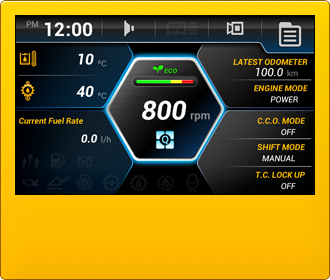 PM 12:00
10 °C
40 °C
Current Fuel Rate
0.0 l/h
ECO
800 rpm
Q
LATEST ODOMETER
100.0 km
ENGINE MODE
POWER
C.C.O. MODE
OFF
SHIFT MODE
MANUAL
T.C. LOCK UP
OFF